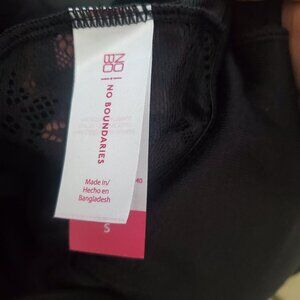 NO
BO
NO BOUNDARIES
Made in/
Hecho en
Bangladesh
S